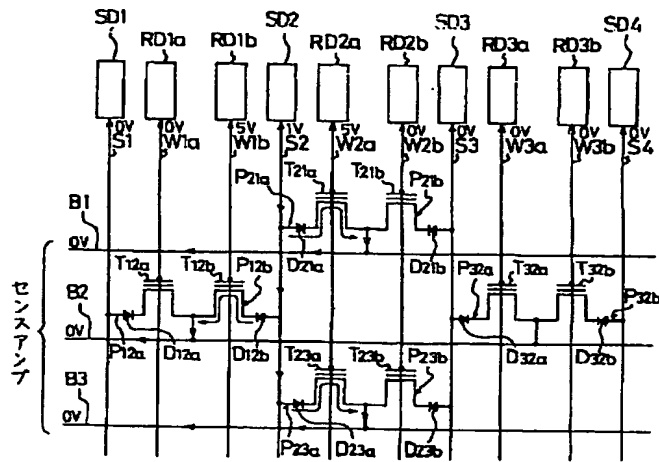 SD1 SD2 SD3 SD4
RD1a RD1b RD2a RD2b RD3a RD3b
0V 0V 5V 1V 5V 0V 0V 0V 0V 0V
S1 W1a W1b S2 W2a W2b S3 W3a W3b S4
T21a T21b
P21a P21b
B1
0V
D21a D21b
T12a T12b P12b P32a T32a T32b
B2 P32b
0V
P12a D12a D12b D32a D32b
T23a T23b P23b
B3
0V
P23a D23a D23b
センスアンプ